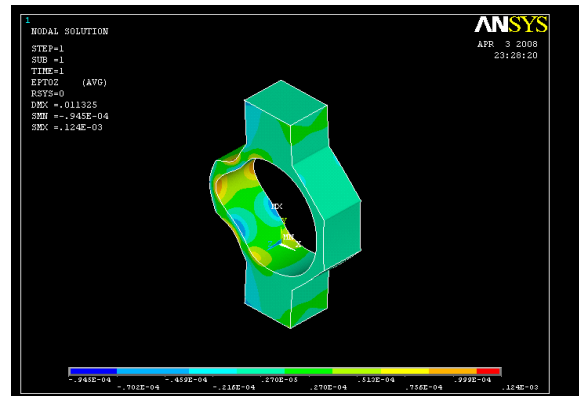 1
NODAL SOLUTION
STEP=1
SUB =1
TIME=1
EPTOZ (AVG)
RSYS=0
DMX =.011325
SMN =-.945E-04
SMX =.124E-03
ANSYS
APR 3 2008
23:28:20
MX
Y
MN
X
-.945E-04 -.459E-04 .270E-05 .513E-04 .999E-04
-.702E-04 -.216E-04 .270E-04 .756E-04 .124E-03